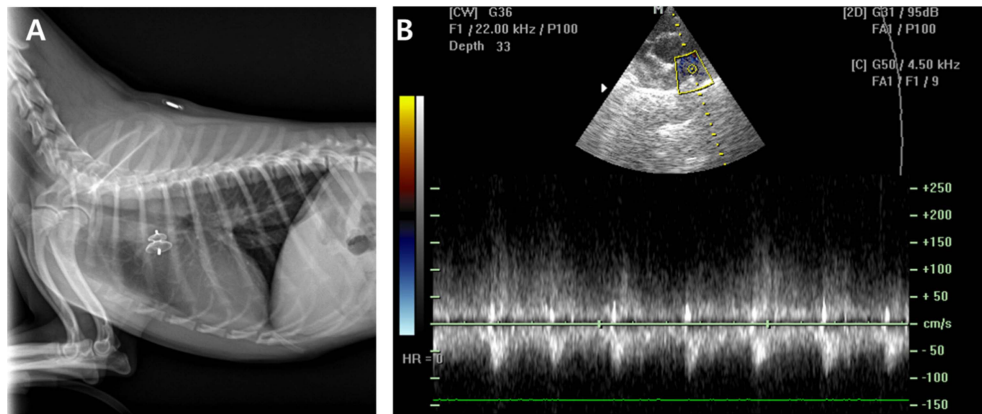 A
B
[CW] G36
F1 / 22.00 kHz / P100
Depth 33
M
[2D] G31 / 95dB
FA1 / P100
[C] G50 / 4.50 kHz
FA1 / F1 / 9
+250
+200
+150
+100
+50
cm/s
-50
-100
-150
HR = 0